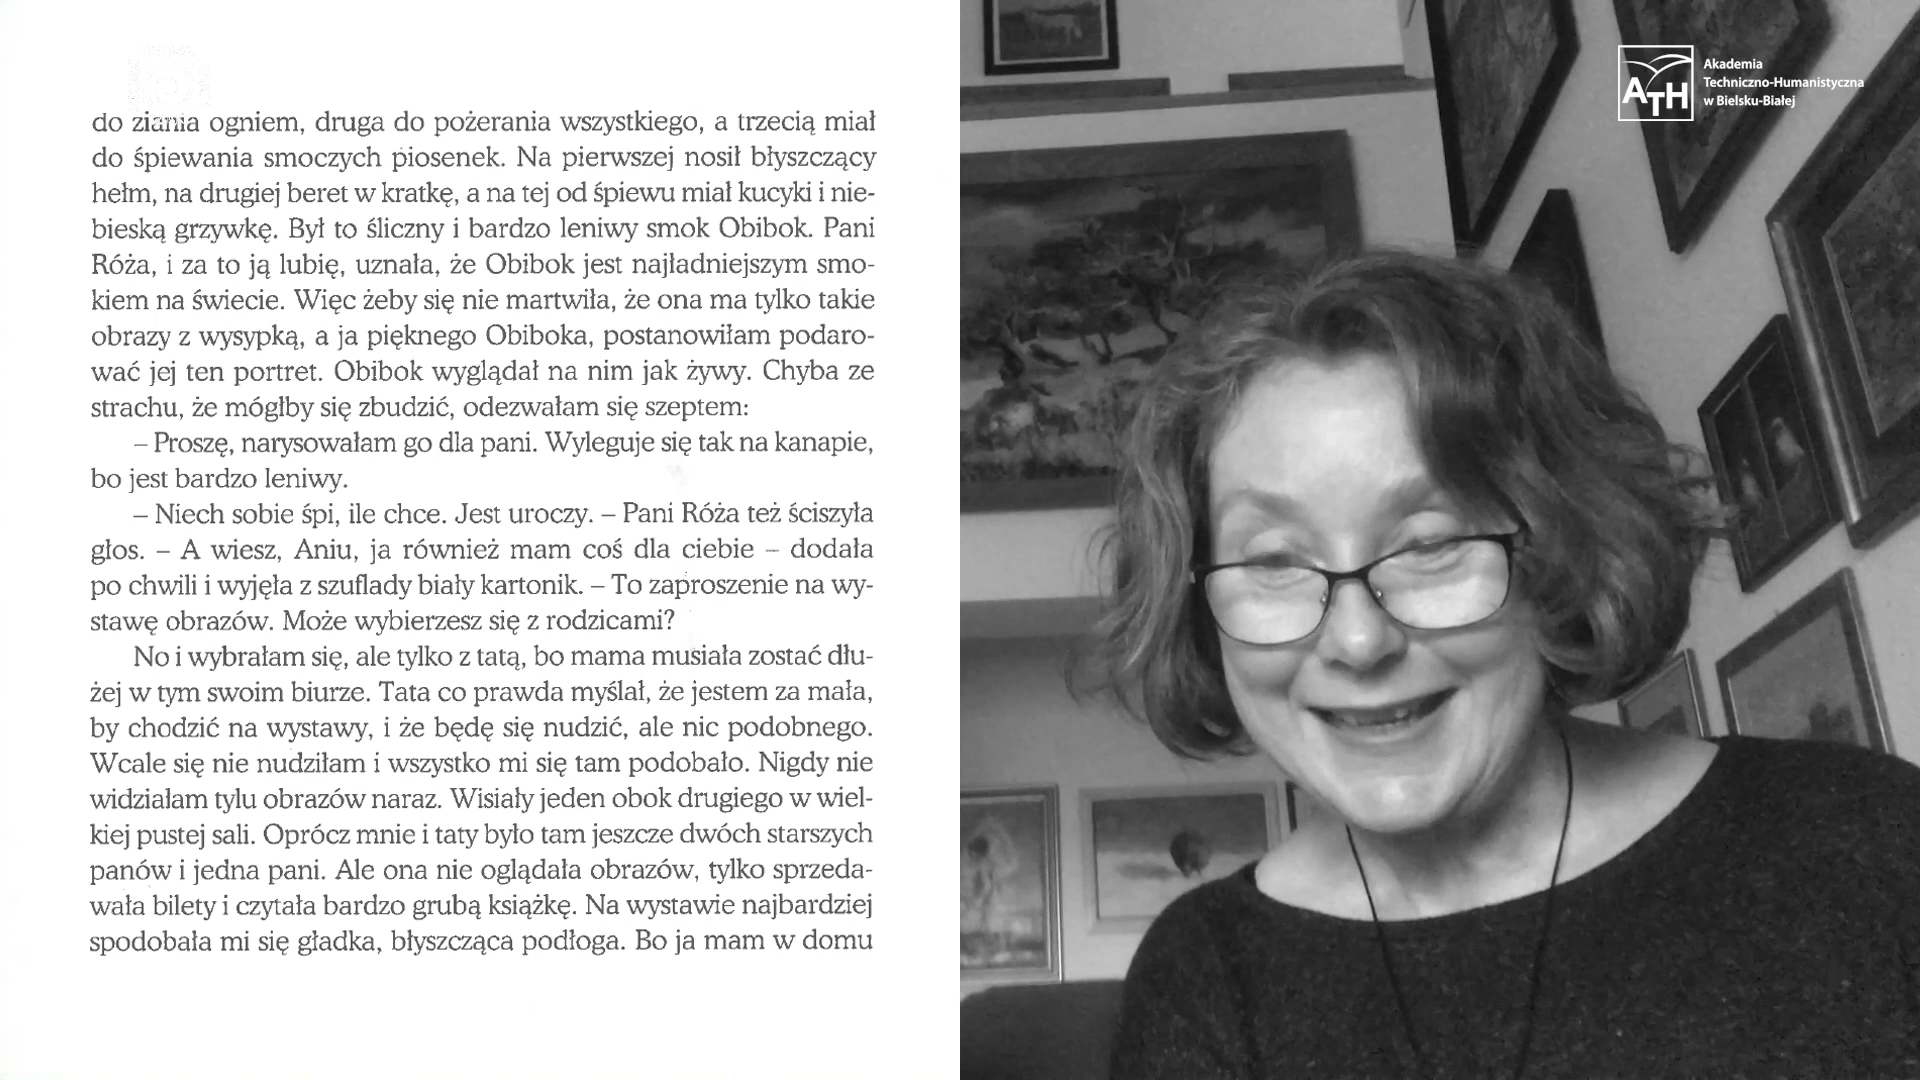 do ziania ogniem, druga do pożerania wszystkiego, a trzecią miał
do śpiewania smoczych piosenek. Na pierwszej nosił błyszczący
hełm, na drugiej beret w kratkę, a na tej od śpiewu miał kucyki i nie-
bieską grzywkę. Był to śliczny i bardzo leniwy smok Obibok. Pani
Róża, i za to ją lubię, uznała, że Obibok jest najładniejszym smo-
kiem na świecie. Więc żeby się nie martwiła, że ona ma tylko takie
obrazy z wysypką, a ja pięknego Obiboka, postanowiłam podaro-
wać jej ten portret. Obibok wyglądał na nim jak żywy. Chyba ze
strachu, że mógłby się zbudzić, odezwałam się szeptem:
– Proszę, narysowałam go dla pani. Wyleguje się tak na kanapie,
bo jest bardzo leniwy.
– Niech sobie śpi, ile chce. Jest uroczy. – Pani Róża też ściszyła
głos. – A wiesz, Aniu, ja również mam coś dla ciebie – dodała
po chwili i wyjęła z szuflady biały kartonik. – To zaproszenie na wy-
stawę obrazów. Może wybierzesz się z rodzicami?
No i wybrałam się, ale tylko z tatą, bo mama musiała zostać dłu-
żej w tym swoim biurze. Tata co prawda myślał, że jestem za mała,
by chodzić na wystawy, i że będę się nudzić, ale nic podobnego.
Wcale się nie nudziłam i wszystko mi się tam podobało. Nigdy nie
widziałam tylu obrazów naraz. Wisiały jeden obok drugiego w wiel-
kiej pustej sali. Oprócz mnie i taty było tam jeszcze dwóch starszych
panów i jedna pani. Ale ona nie oglądała obrazów, tylko sprzeda-
wała bilety i czytała bardzo grubą książkę. Na wystawie najbardziej
spodobała mi się gładka, błyszcząca podłoga. Bo ja mam w domu
ATH
Akademia
Techniczno-Humanistyczna
w Bielsku-Białej